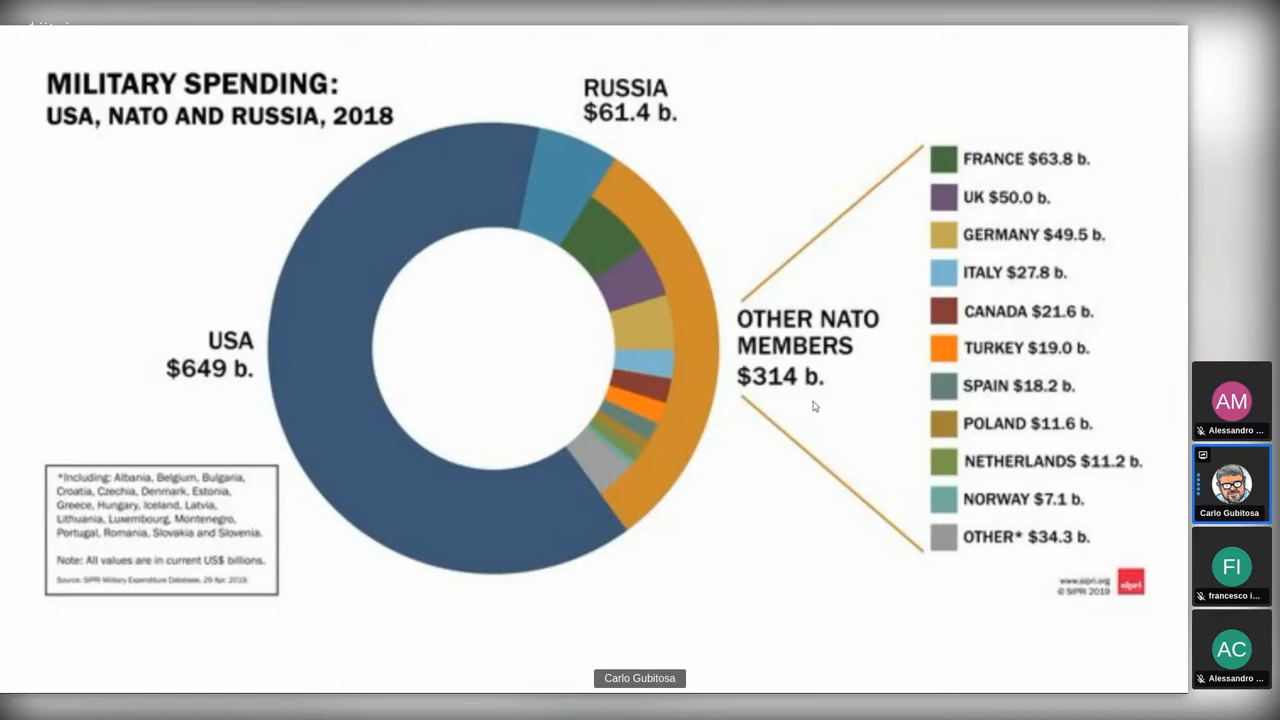 MILITARY SPENDING:
USA, NATO AND RUSSIA, 2018
RUSSIA
$61.4 b.
USA
$649 b.
OTHER NATO
MEMBERS
$314 b.
FRANCE $63.8 b.
UK $50.0 b.
GERMANY $49.5 b.
ITALY $27.8 b.
CANADA $21.6 b.
TURKEY $19.0 b.
SPAIN $18.2 b.
POLAND $11.6 b.
NETHERLANDS $11.2 b.
NORWAY $7.1 b.
OTHER* $34.3 b.
*Including: Albania, Belgium, Bulgaria,
Croatia, Czechia, Denmark, Estonia,
Greece, Hungary, Iceland, Latvia,
Lithuania, Luxembourg, Montenegro,
Portugal, Romania, Slovakia and Slovenia.
Note: All values are in current US$ billions.
Source: SIPRI Military Expenditure Database, 29 Apr. 2019.
www.sipri.org
© SIPRI 2019
sipri
AM
Alessandro ...
Carlo Gubitosa
FI
francesco i...
AC
Alessandro ...
Carlo Gubitosa